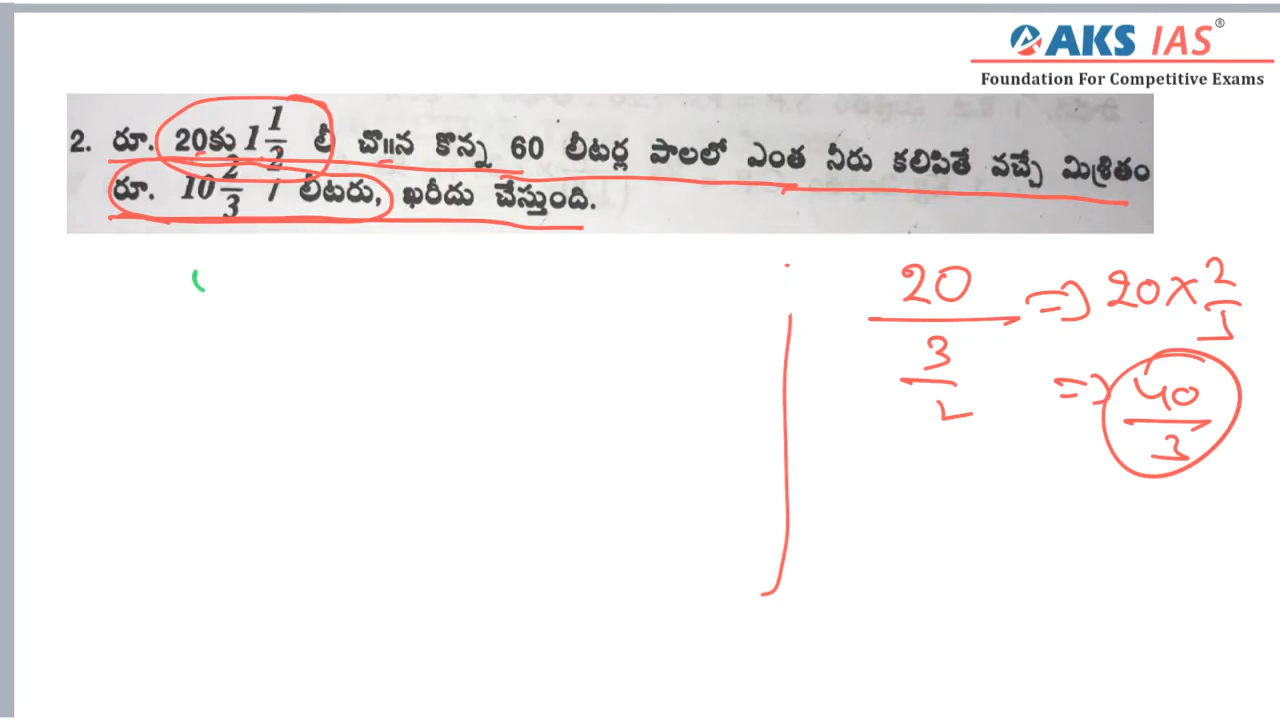 AKS IAS®
Foundation For Competitive Exams
2. రూ. 20కు 1 1/2 లీ చొ॥న కొన్న 60 లీటర్ల పాలలో ఎంత నీరు కలిపితే వచ్చే మిశ్రితం
రూ. 10 2/3 / లీటరు, ఖరీదు చేస్తుంది.
20 / (3/2) => 20 × 2/3
=> 40/3